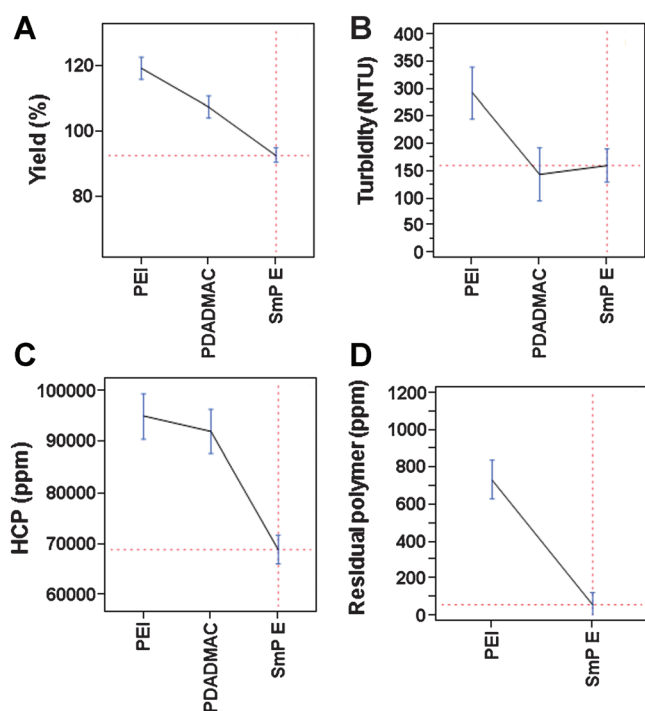 A
Yield (%)
120
100
80
PEI
PDADMAC
SmP E
B
Turbidity (NTU)
400
350
300
250
200
150
100
50
0
PEI
PDADMAC
SmP E
C
HCP (ppm)
100000
90000
80000
70000
60000
PEI
PDADMAC
SmP E
D
Residual polymer (ppm)
1200
1000
800
600
400
200
0
PEI
SmP E